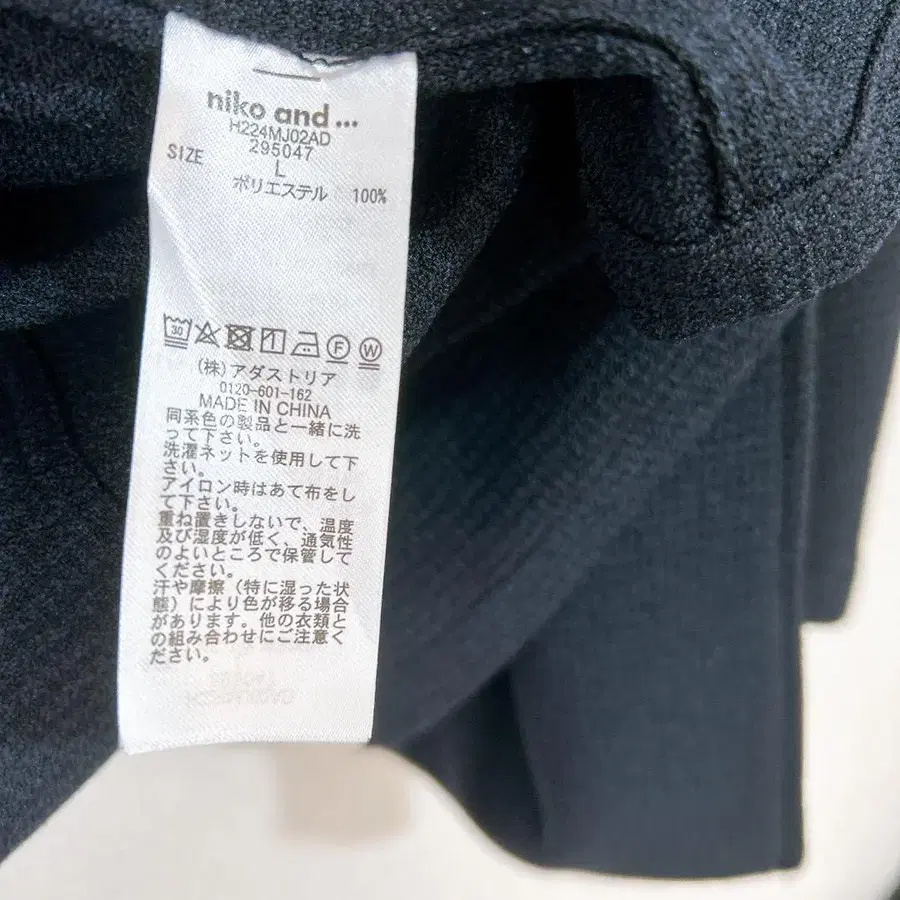 niko and ...
H224MJ02AD
295047
SIZE L
ポリエステル 100%
30
F W
(株)アダストリア
0120-601-162
MADE IN CHINA
同系色の製品と一緒に洗
って下さい。
洗濯ネットを使用して下
さい。
アイロン時はあて布をし
て下さい。
重ね置きしないで、温度
及び湿度が低く、通気性
のよいところで保管して
ください。
汗や摩擦(特に湿った状
態)により色が移る場合
があります。他の衣類と
の組み合わせにご注意く
ださい。